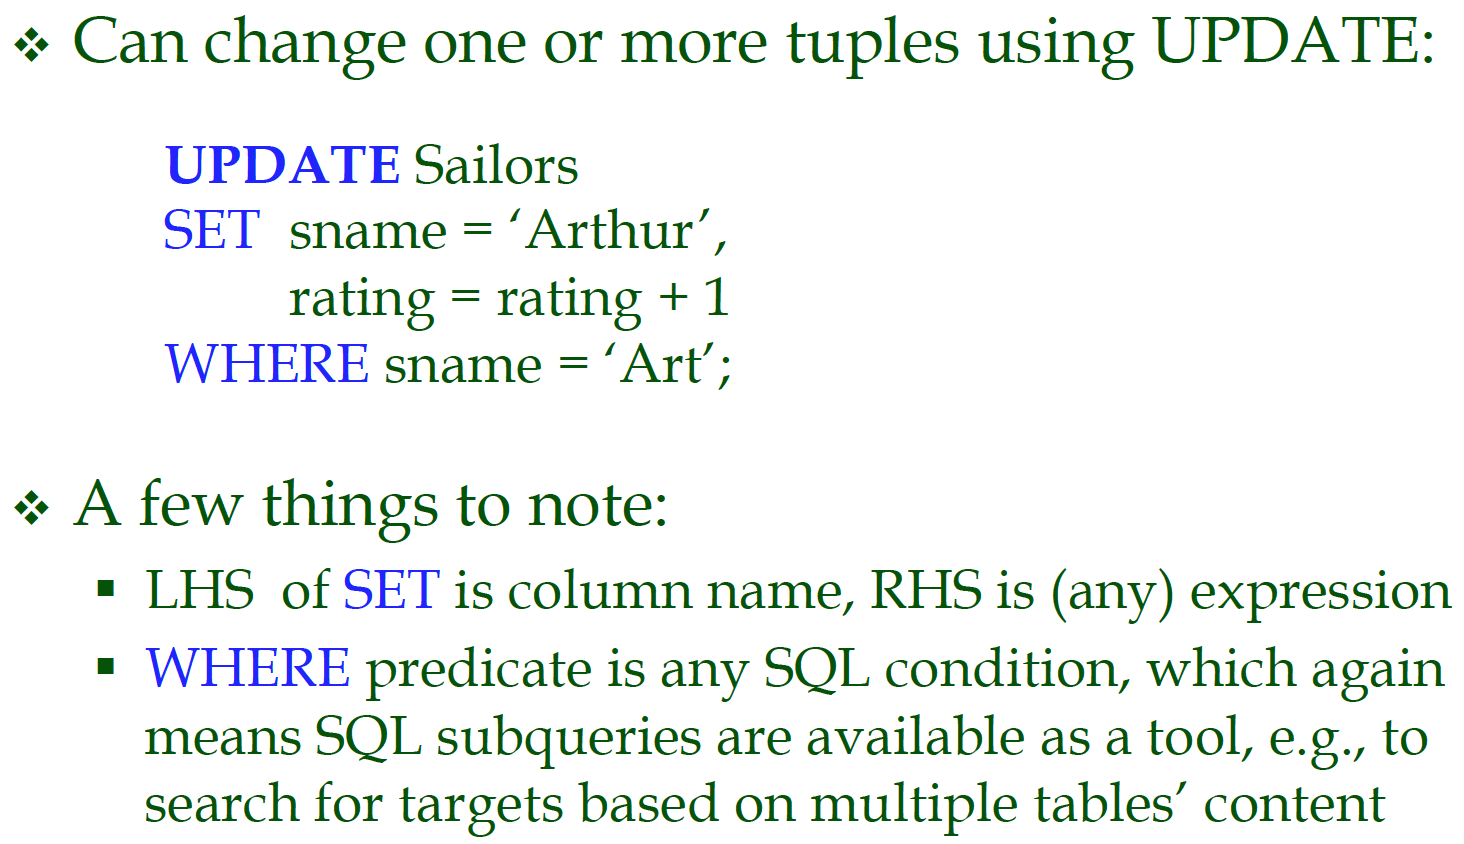 ❖ Can change one or more tuples using UPDATE:
UPDATE Sailors
SET sname = ‘Arthur’,
rating = rating + 1
WHERE sname = ‘Art’;
❖ A few things to note:
▪ LHS of SET is column name, RHS is (any) expression
▪ WHERE predicate is any SQL condition, which again
means SQL subqueries are available as a tool, e.g., to
search for targets based on multiple tables’ content